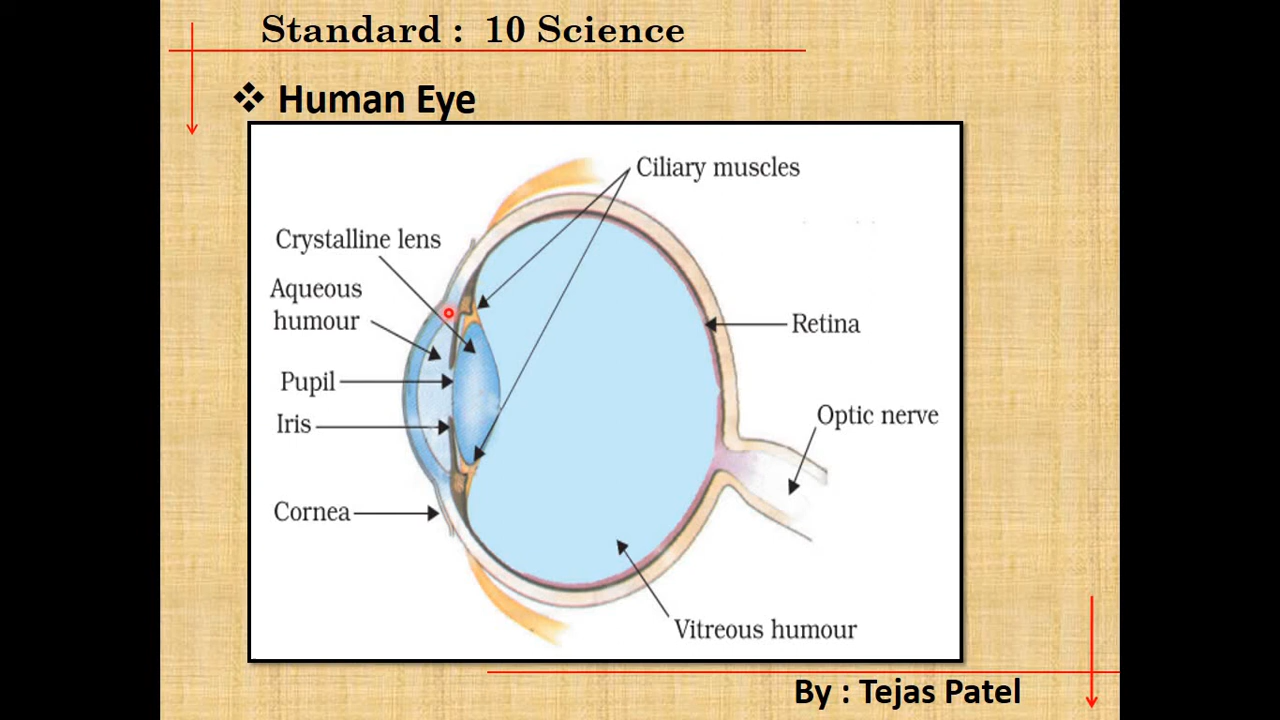 Standard : 10 Science
❖ Human Eye
Ciliary muscles
Crystalline lens
Aqueous
humour
Retina
Pupil
Optic nerve
Iris
Cornea
Vitreous humour
By : Tejas Patel